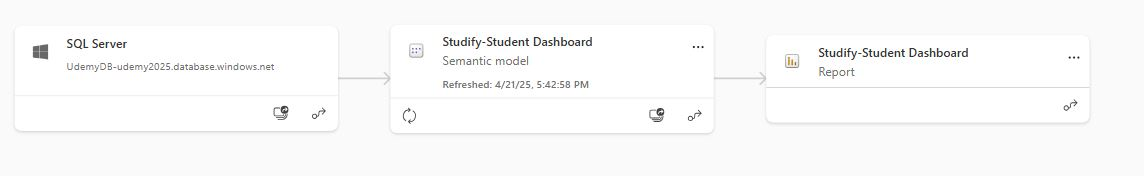 SQL Server
UdemyDB-udemy2025.database.windows.net
Studify-Student Dashboard
Semantic model
Refreshed: 4/21/25, 5:42:58 PM
Studify-Student Dashboard
Report